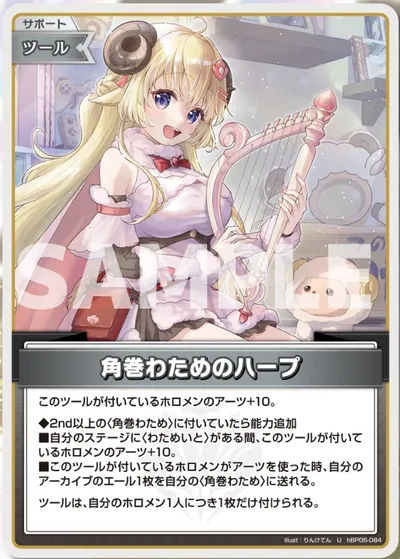 サポート
ツール
SAMPLE
角巻わためのハープ
このツールが付いているホロメンのアーツ+10。
◆2nd以上の〈角巻わため〉に付いていたら能力追加
■自分のステージに〈わためいと〉がある間、このツールが付いて
いるホロメンのアーツ+10。
■このツールが付いているホロメンがアーツを使った時、自分の
アーカイブのエール1枚を自分の〈角巻わため〉に送れる。
ツールは、自分のホロメン1人につき1枚だけ付けられる。
illust：りんけてん U hBP05-084